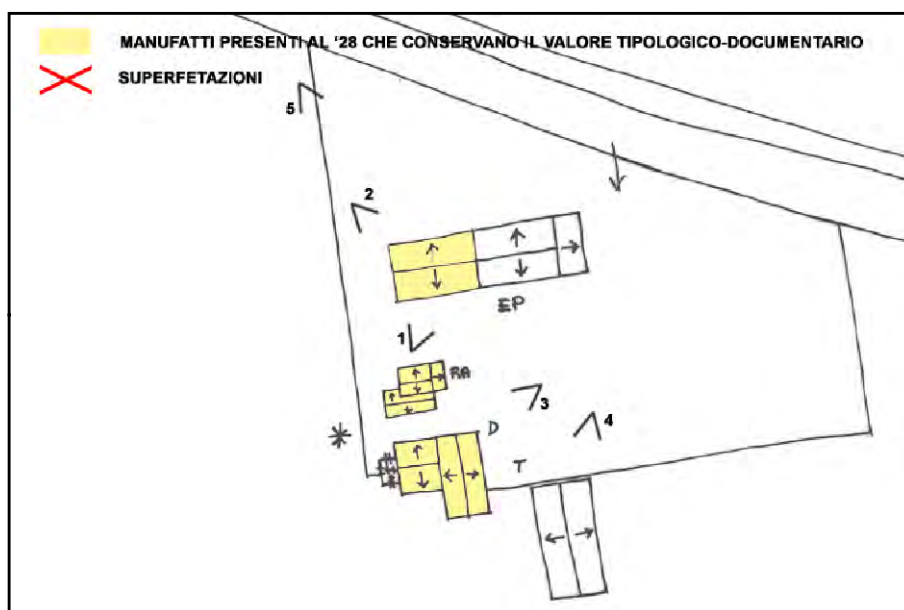 MANUFATTI PRESENTI AL '28 CHE CONSERVANO IL VALORE TIPOLOGICO-DOCUMENTARIO
SUPERFETAZIONI
5
2
EP
1
RA
3
D
4
T